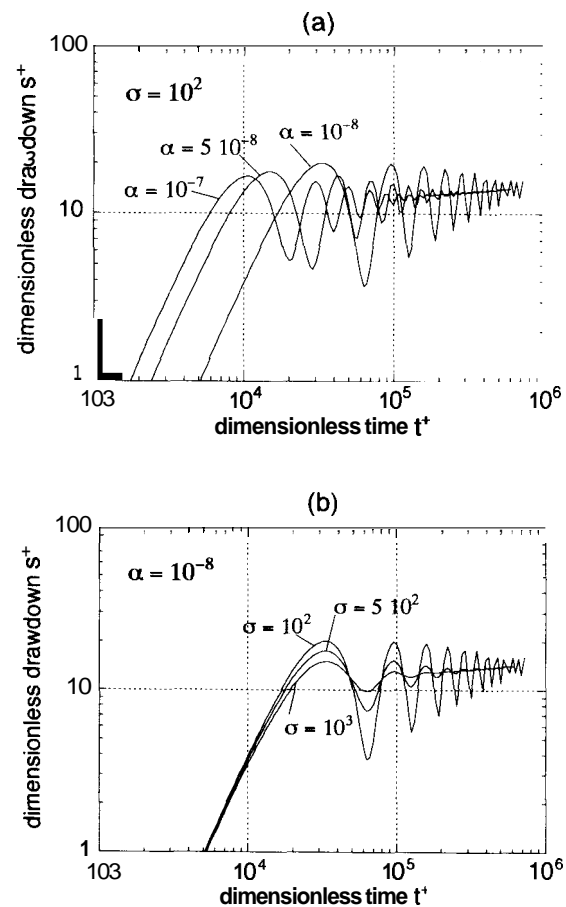 (a)
dimensionless drawdown s⁺
100
10
1
σ = 10²
α = 10⁻⁸
α = 5 10⁻⁸
α = 10⁻⁷
103
10⁴
10⁵
10⁶
dimensionless time t⁺
(b)
dimensionless drawdown s⁺
100
10
1
α = 10⁻⁸
σ = 5 10²
σ = 10²
σ = 10³
103
10⁴
10⁵
10⁶
dimensionless time t⁺